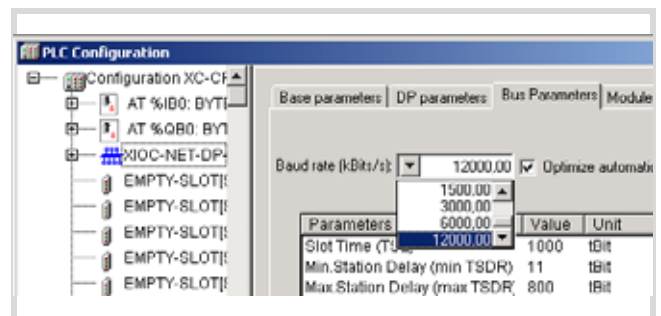 PLC Configuration
Configuration XC-CF
AT %IB0: BYT
AT %QB0: BYT
XIOC-NET-DP-
EMPTY-SLOT[
EMPTY-SLOT[
EMPTY-SLOT[
EMPTY-SLOT[
EMPTY-SLOT[
Base parameters DP parameters Bus Parameters Module
Baud rate (kBits/s): 12000,00 Optimize automati
1500,00
3000,00
6000,00
12000,00
Parameters Value Unit
Slot Time 1000 tBit
Min.Station Delay (min TSDR) 11 tBit
Max.Station Delay (max TSDR 800 tBit